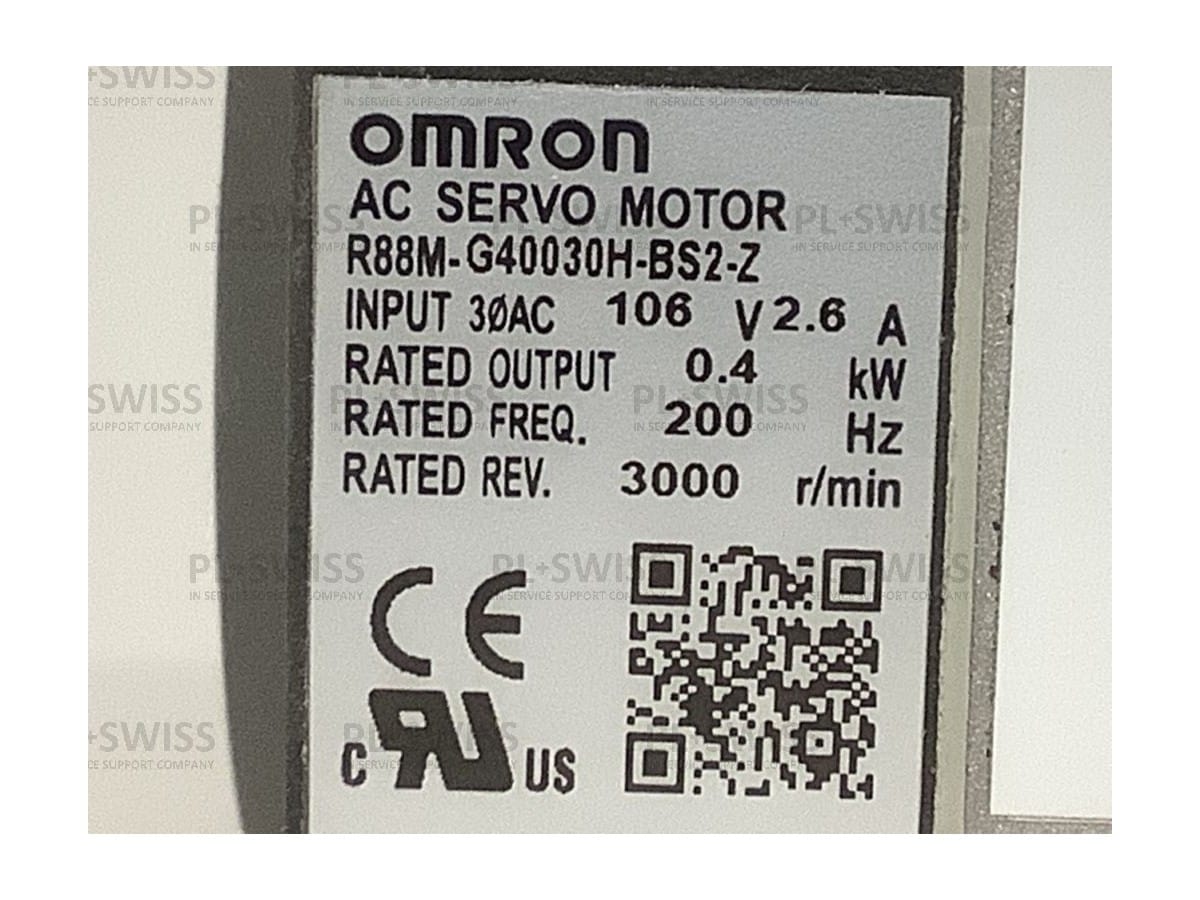 OMRON
AC SERVO MOTOR
R88M-G40030H-BS2-Z
INPUT 3ØAC 106 V 2.6 A
RATED OUTPUT 0.4 kW
RATED FREQ. 200 Hz
RATED REV. 3000 r/min
CE
C RU US
PL+SWISS
IN SERVICE SUPPORT COMPANY